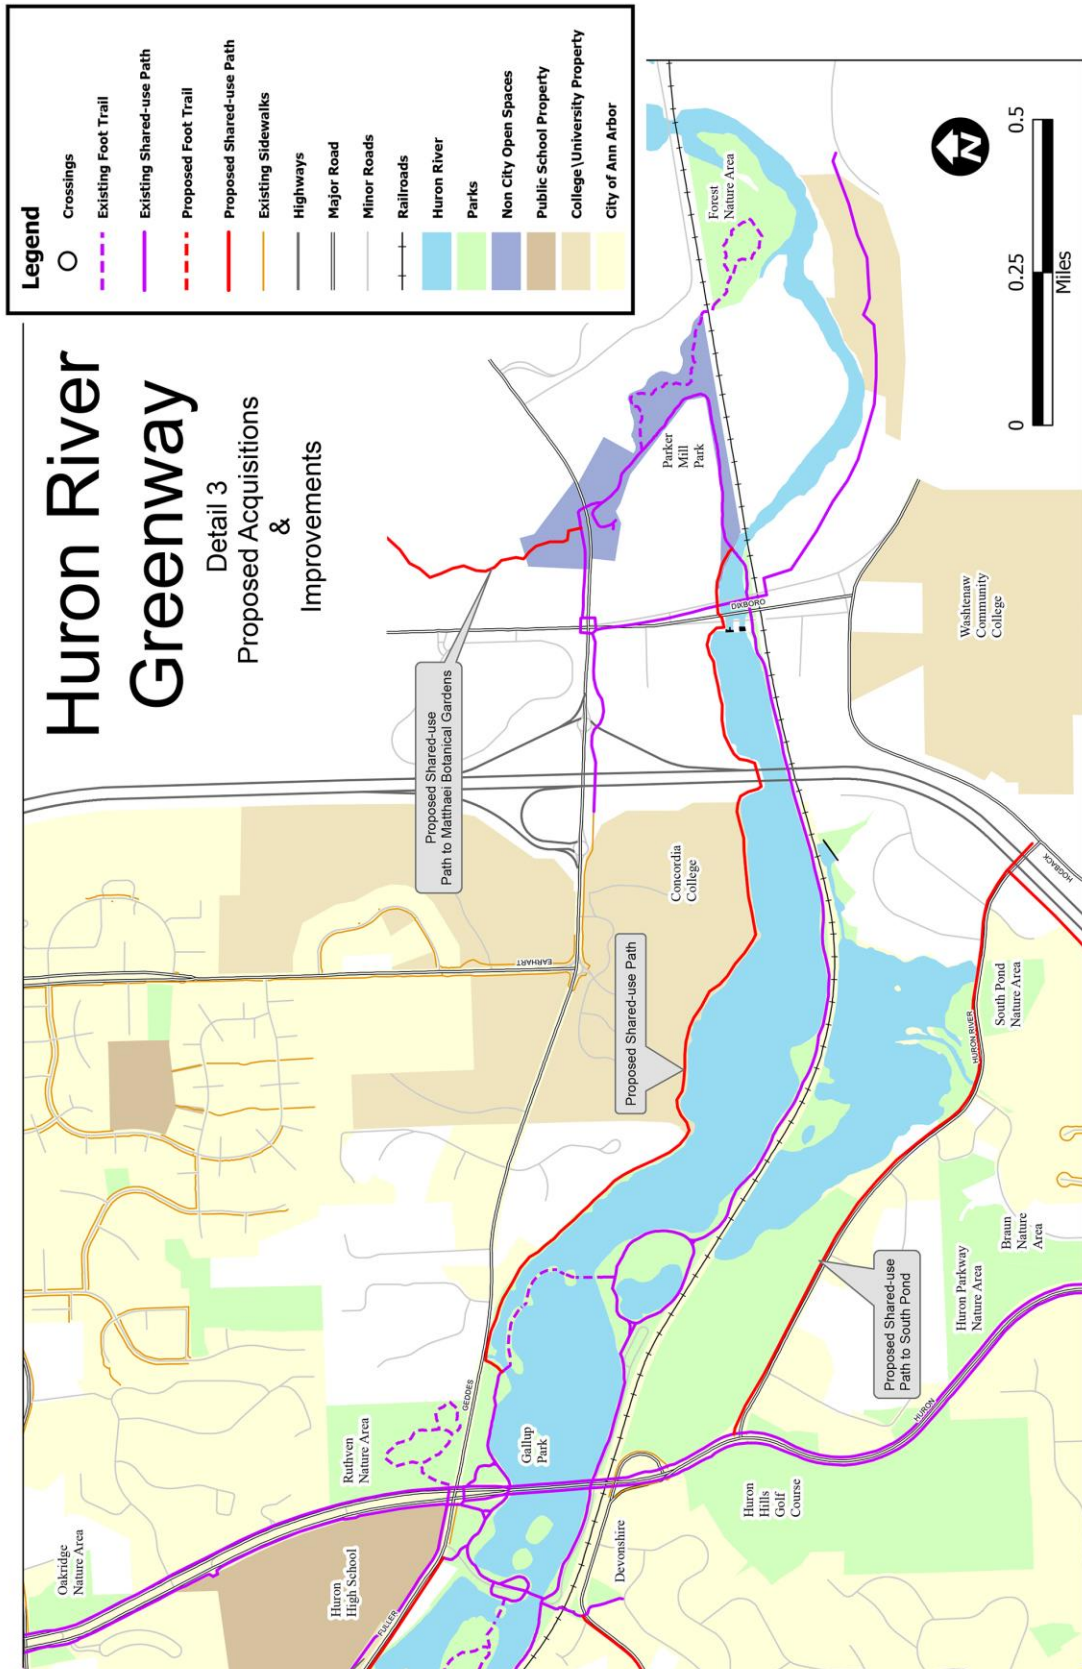 Huron River
Greenway
Detail 3
Proposed Acquisitions
&
Improvements
Legend
Crossings
Existing Foot Trail
Existing Shared-use Path
Proposed Foot Trail
Proposed Shared-use Path
Existing Sidewalks
Highways
Major Road
Minor Roads
Railroads
Huron River
Parks
Non City Open Spaces
Public School Property
College\University Property
City of Ann Arbor
N
0
0.25
0.5
Miles
Oakridge
Nature Area
Huron
High School
FULLER
Ruthven
Nature Area
GEDDES
Gallup
Park
Devonshire
Huron
Hills
Golf
Course
HURON
Huron Parkway
Nature Area
Braun
Nature
Area
Proposed Shared-use
Path to South Pond
HURON RIVER
South Pond
Nature Area
HOGBACK
Proposed Shared-use Path
Concordia
College
EARHART
Proposed Shared-use
Path to Matthaei Botanical Gardens
DIXBORO
Parker
Mill
Park
Forest
Nature Area
Washtenaw
Community
College